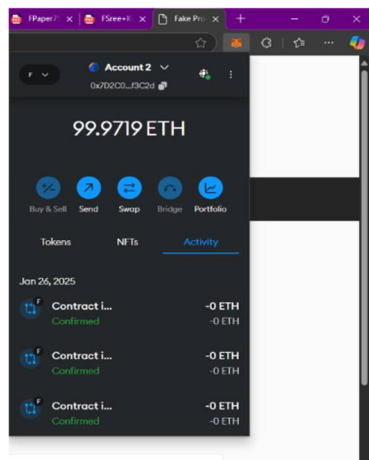 FPaper
FSree+K
Fake Pro
F
Account 2
0x7D2C0...f3C2d
99.9719 ETH
Buy & Sell
Send
Swap
Bridge
Portfolio
Tokens
NFTs
Activity
Jan 26, 2025
F
Contract i...
-0 ETH
Confirmed
-0 ETH
F
Contract i...
-0 ETH
Confirmed
-0 ETH
F
Contract i...
-0 ETH
Confirmed
-0 ETH